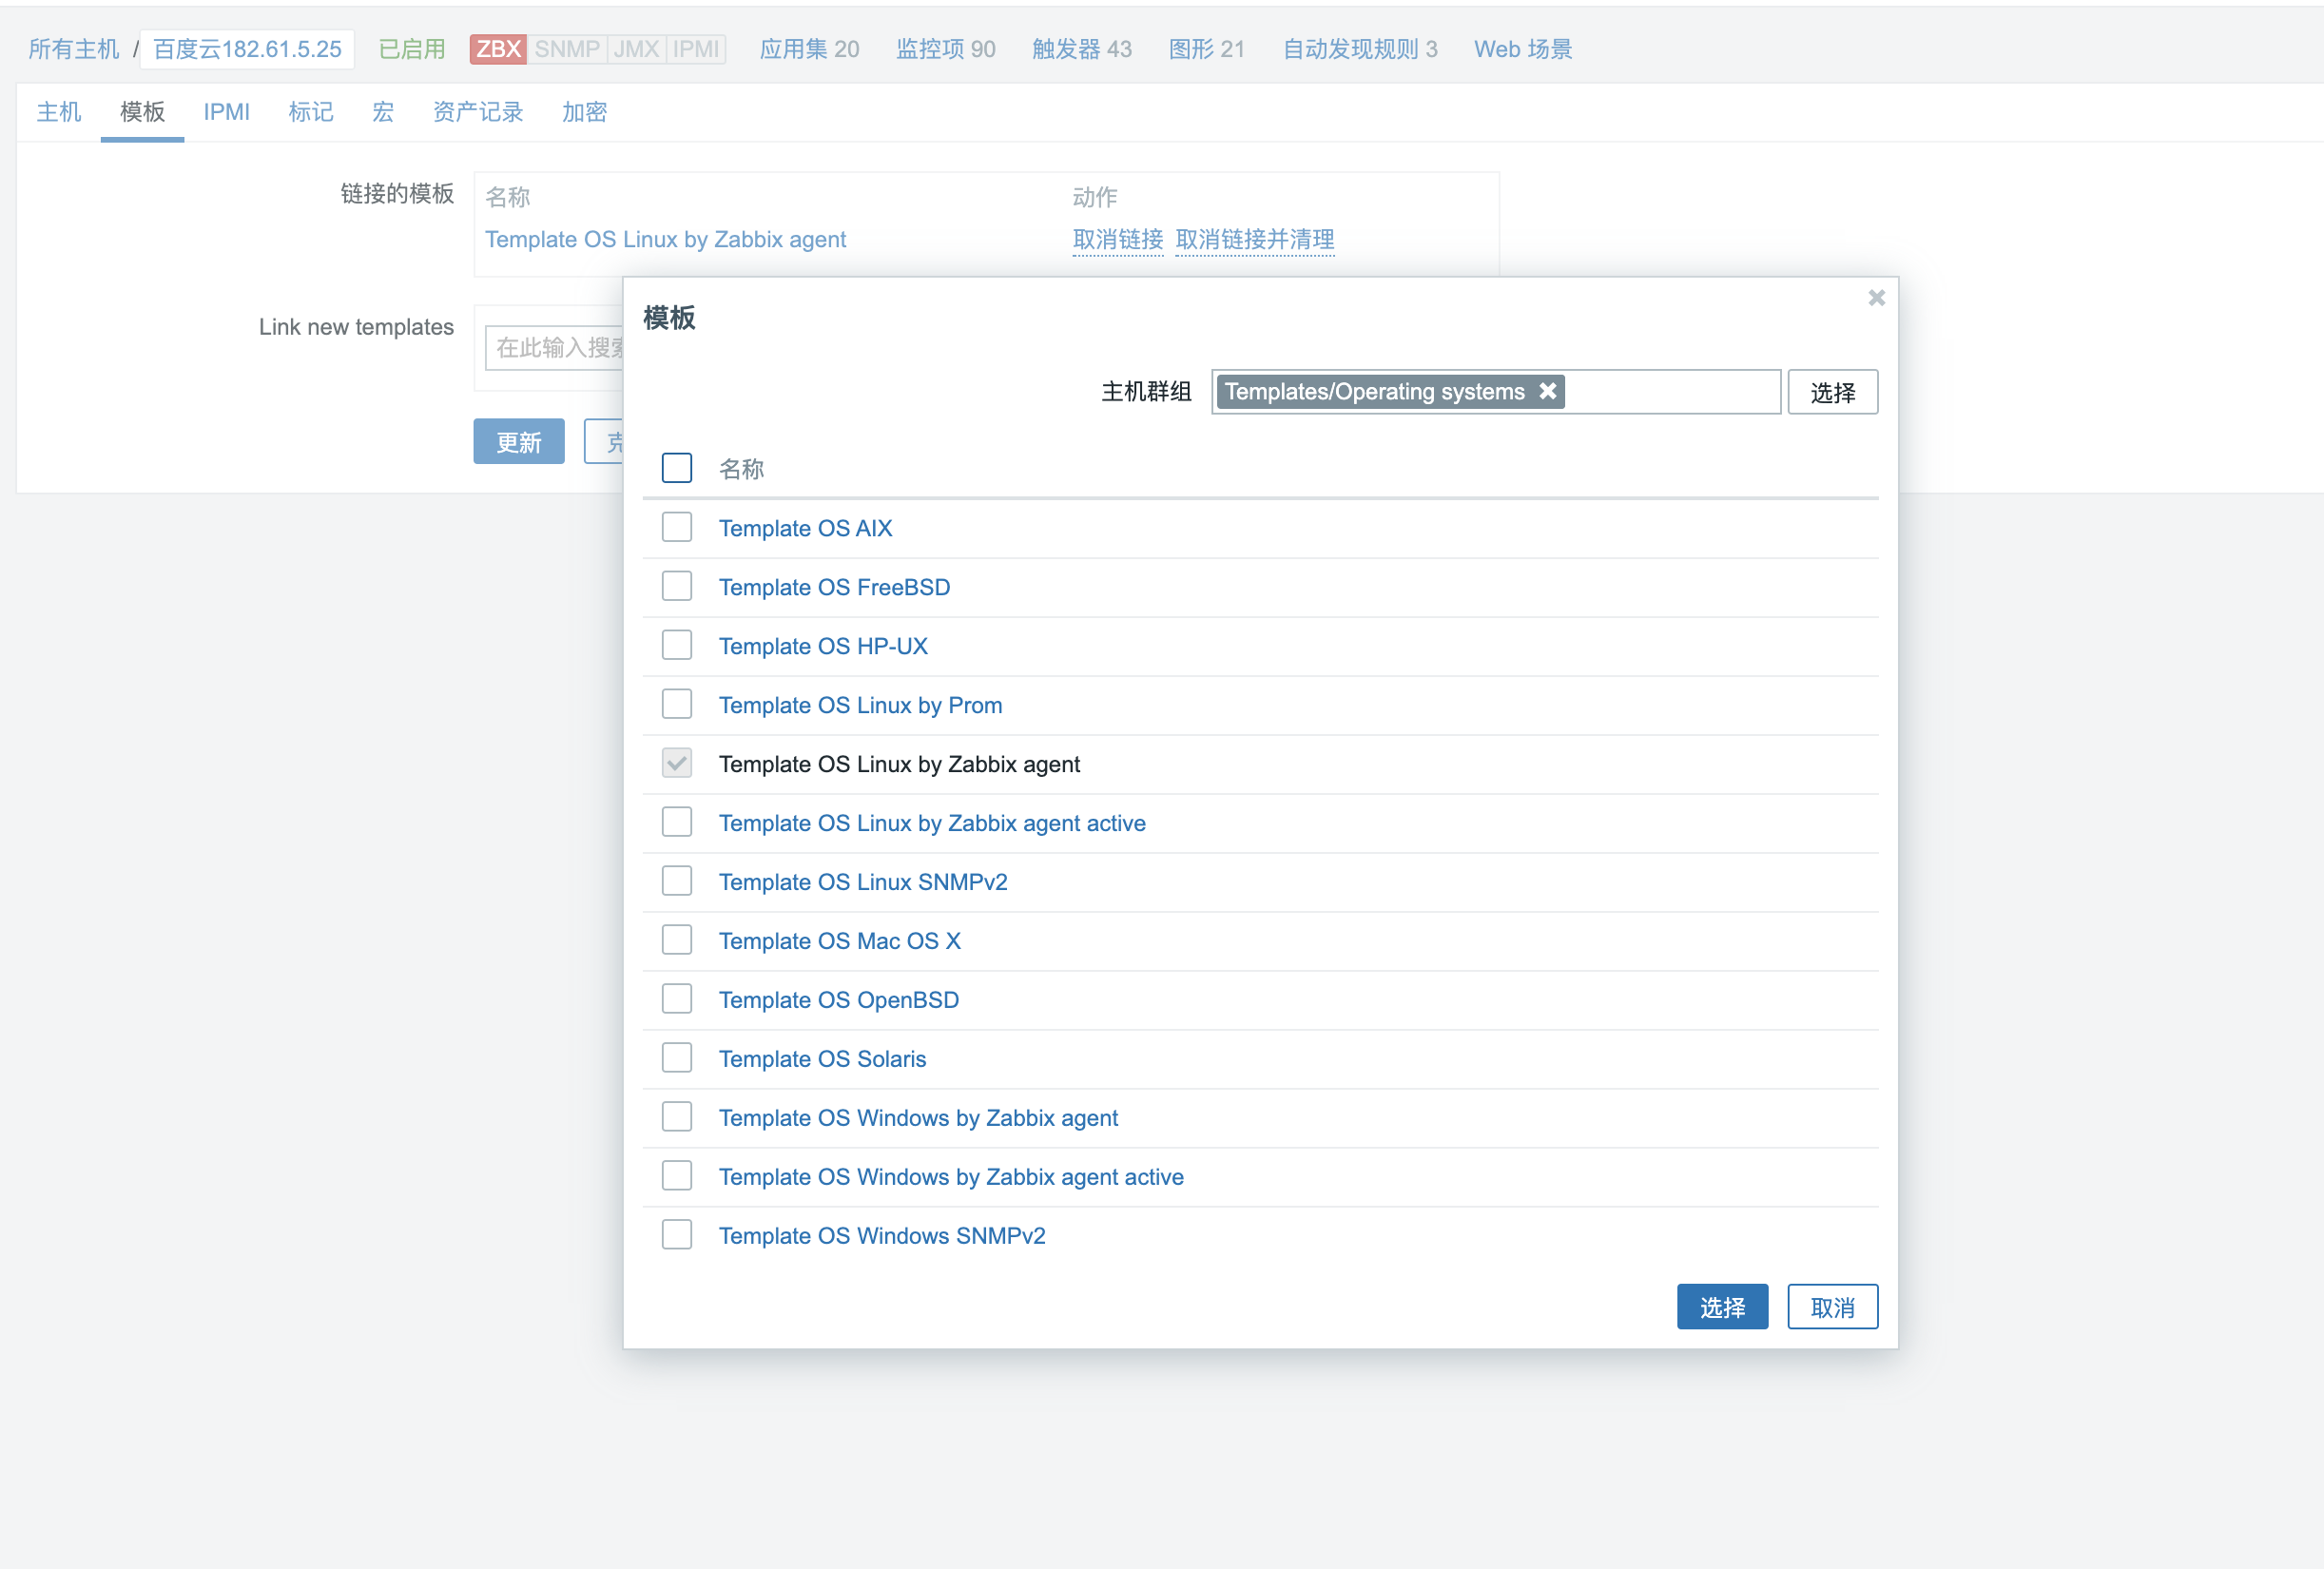 所有主机 / 百度云182.61.5.25 已启用 ZBX SNMP JMX IPMI 应用集 20 监控项 90 触发器 43 图形 21 自动发现规则 3 Web 场景
主机 模板 IPMI 标记 宏 资产记录 加密
链接的模板 名称 动作
Template OS Linux by Zabbix agent 取消链接 取消链接并清理
Link new templates
在此输入搜索
更新 克
模板
主机群组 Templates/Operating systems 选择
名称
Template OS AIX
Template OS FreeBSD
Template OS HP-UX
Template OS Linux by Prom
Template OS Linux by Zabbix agent
Template OS Linux by Zabbix agent active
Template OS Linux SNMPv2
Template OS Mac OS X
Template OS OpenBSD
Template OS Solaris
Template OS Windows by Zabbix agent
Template OS Windows by Zabbix agent active
Template OS Windows SNMPv2
选择 取消